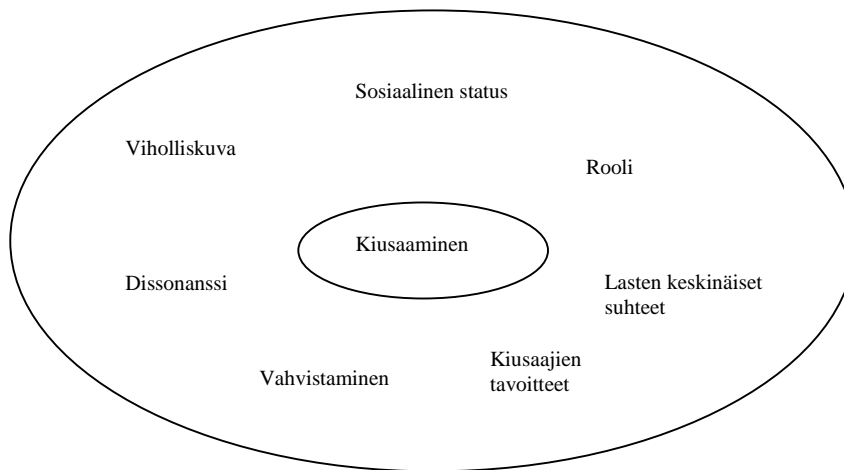 Sosiaalinen status
Viholliskuva
Rooli
Kiusaaminen
Dissonanssi
Lasten keskinäiset
suhteet
Kiusaajien
tavoitteet
Vahvistaminen